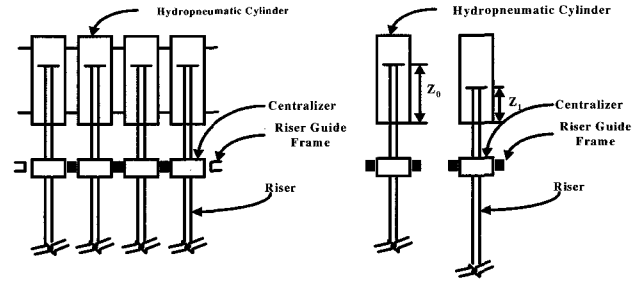 Hydropneumatic Cylinder
Centralizer
Riser Guide
Frame
Riser
Hydropneumatic Cylinder
Z0
Z1
Centralizer
Riser Guide
Frame
Riser